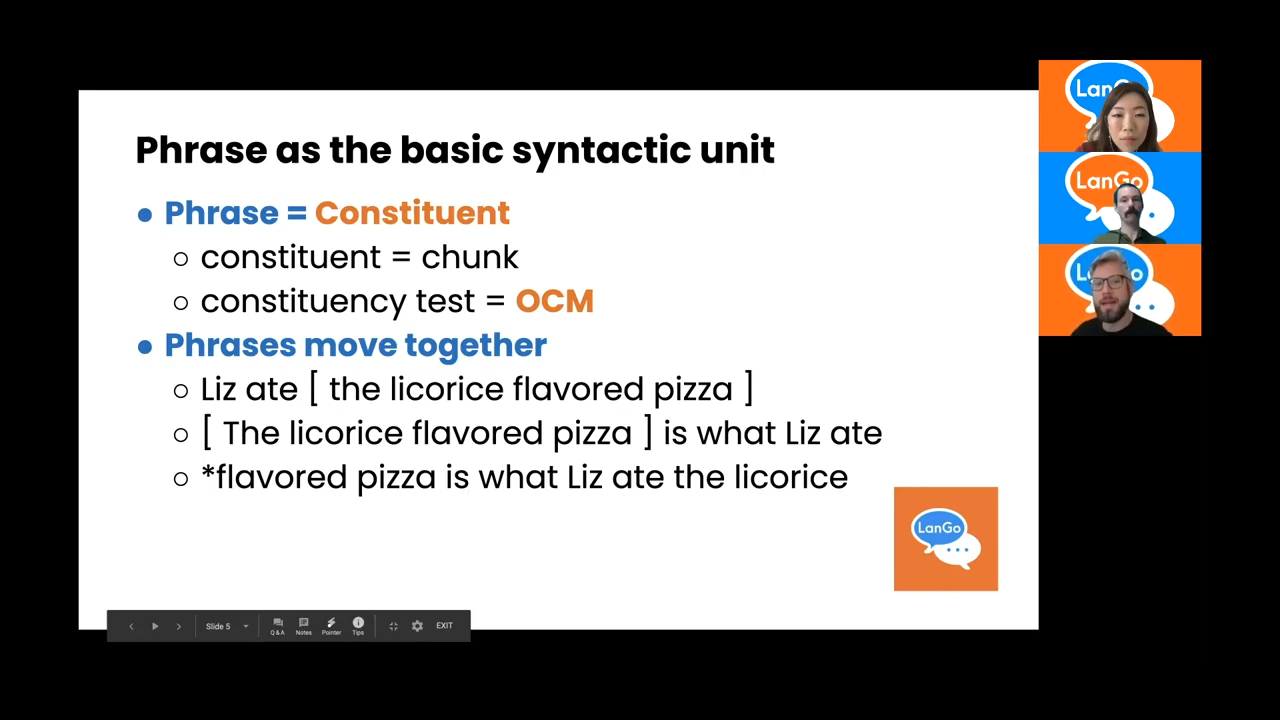 Phrase as the basic syntactic unit
● Phrase = Constituent
○ constituent = chunk
○ constituency test = OCM
● Phrases move together
○ Liz ate [ the licorice flavored pizza ]
○ [ The licorice flavored pizza ] is what Liz ate
○ *flavored pizza is what Liz ate the licorice
LanGo
Slide 5
Q&A
Notes
Pointer
Tips
EXIT
LanGo